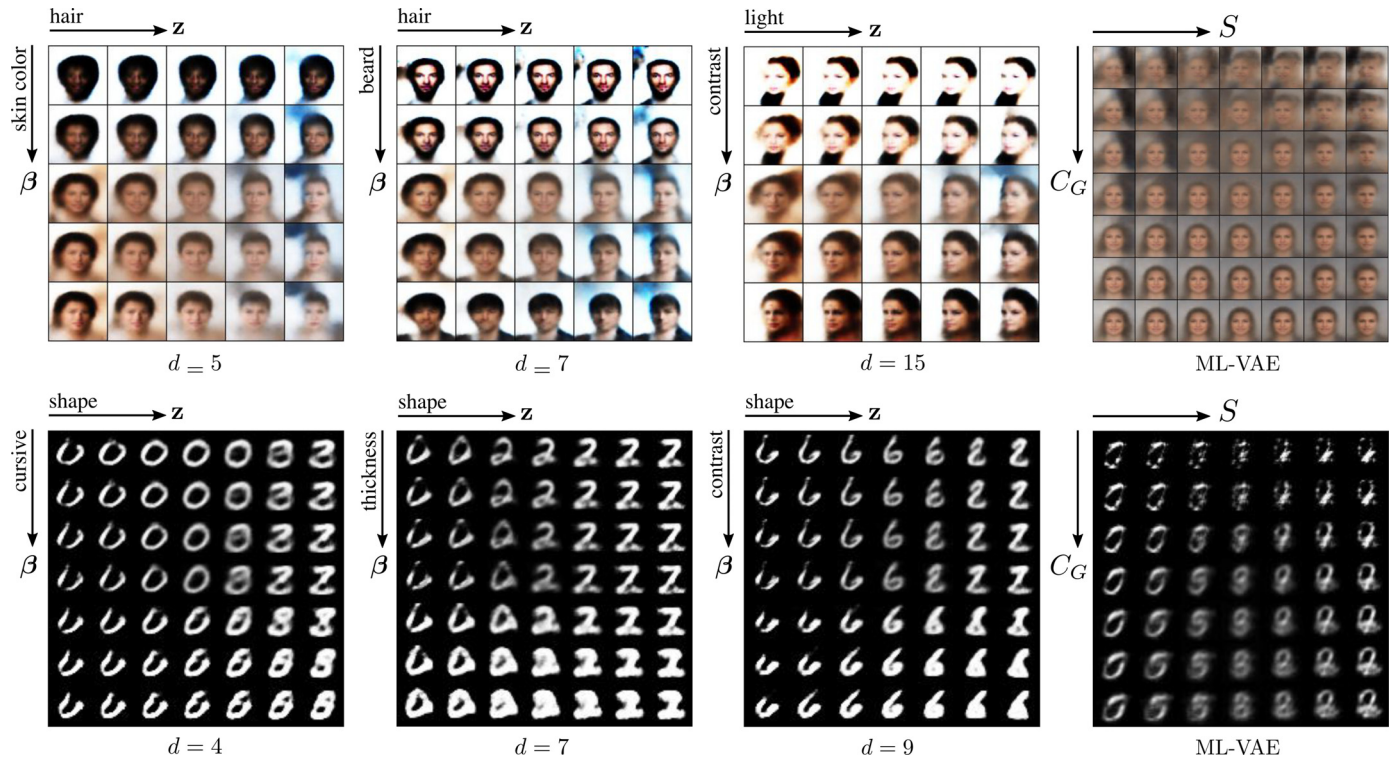 hair z
skin color
β
d = 5
hair z
beard
β
d = 7
light z
contrast
β
d = 15
S
C_G
ML-VAE
shape z
cursive
β
d = 4
shape z
thickness
β
d = 7
shape z
contrast
β
d = 9
S
C_G
ML-VAE